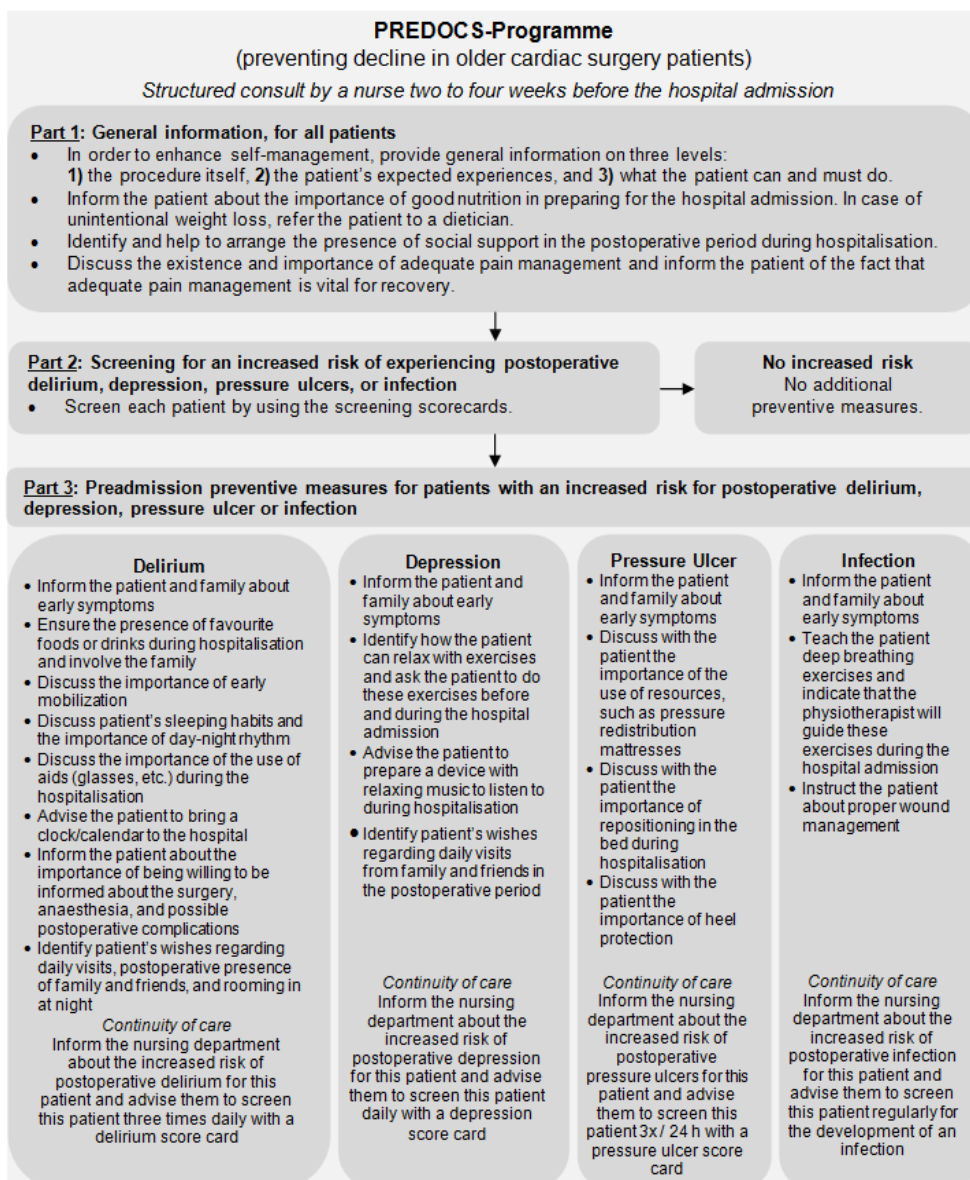 PREDOCS-Programme
(preventing decline in older cardiac surgery patients)
Structured consult by a nurse two to four weeks before the hospital admission
Part 1: General information, for all patients
• In order to enhance self-management, provide general information on three levels:
1) the procedure itself, 2) the patient's expected experiences, and 3) what the patient can and must do.
• Inform the patient about the importance of good nutrition in preparing for the hospital admission. In case of
unintentional weight loss, refer the patient to a dietician.
• Identify and help to arrange the presence of social support in the postoperative period during hospitalisation.
• Discuss the existence and importance of adequate pain management and inform the patient of the fact that
adequate pain management is vital for recovery.
Part 2: Screening for an increased risk of experiencing postoperative
delirium, depression, pressure ulcers, or infection
• Screen each patient by using the screening scorecards.
No increased risk
No additional
preventive measures.
Part 3: Preadmission preventive measures for patients with an increased risk for postoperative delirium,
depression, pressure ulcer or infection
Delirium
• Inform the patient and family about
early symptoms
• Ensure the presence of favourite
foods or drinks during hospitalisation
and involve the family
• Discuss the importance of early
mobilization
• Discuss patient's sleeping habits and
the importance of day-night rhythm
• Discuss the importance of the use of
aids (glasses, etc.) during the
hospitalisation
• Advise the patient to bring a
clock/calendar to the hospital
• Inform the patient about the
importance of being willing to be
informed about the surgery,
anaesthesia, and possible
postoperative complications
• Identify patient's wishes regarding
daily visits, postoperative presence
of family and friends, and rooming in
at night
Continuity of care
Inform the nursing department
about the increased risk of
postoperative delirium for this
patient and advise them to screen
this patient three times daily with a
delirium score card
Depression
• Inform the patient and
family about early
symptoms
• Identify how the patient
can relax with exercises
and ask the patient to do
these exercises before
and during the hospital
admission
• Advise the patient to
prepare a device with
relaxing music to listen to
during hospitalisation
• Identify patient's wishes
regarding daily visits
from family and friends
in the postoperative period
Continuity of care
Inform the nursing
department about the
increased risk of
postoperative depression
for this patient and advise
them to screen this patient
daily with a depression
score card
Pressure Ulcer
• Inform the patient
and family about
early symptoms
• Discuss with the
patient the
importance of the
use of resources,
such as pressure
redistribution
mattresses
• Discuss with the
patient the
importance of
repositioning in the
bed during
hospitalisation
• Discuss with the
patient the
importance of heel
protection
Continuity of care
Inform the nursing
department about the
increased risk of
postoperative
pressure ulcers for this
patient and advise
them to screen this
patient 3x / 24 h with a
pressure ulcer score
card
Infection
• Inform the patient
and family about
early symptoms
• Teach the patient
deep breathing
exercises and
indicate that the
physiotherapist will
guide these
exercises during the
hospital admission
• Instruct the patient
about proper wound
management
Continuity of care
Inform the nursing
department about the
increased risk of
postoperative infection
for this patient and
advise them to screen
this patient regularly for
the development of an
infection